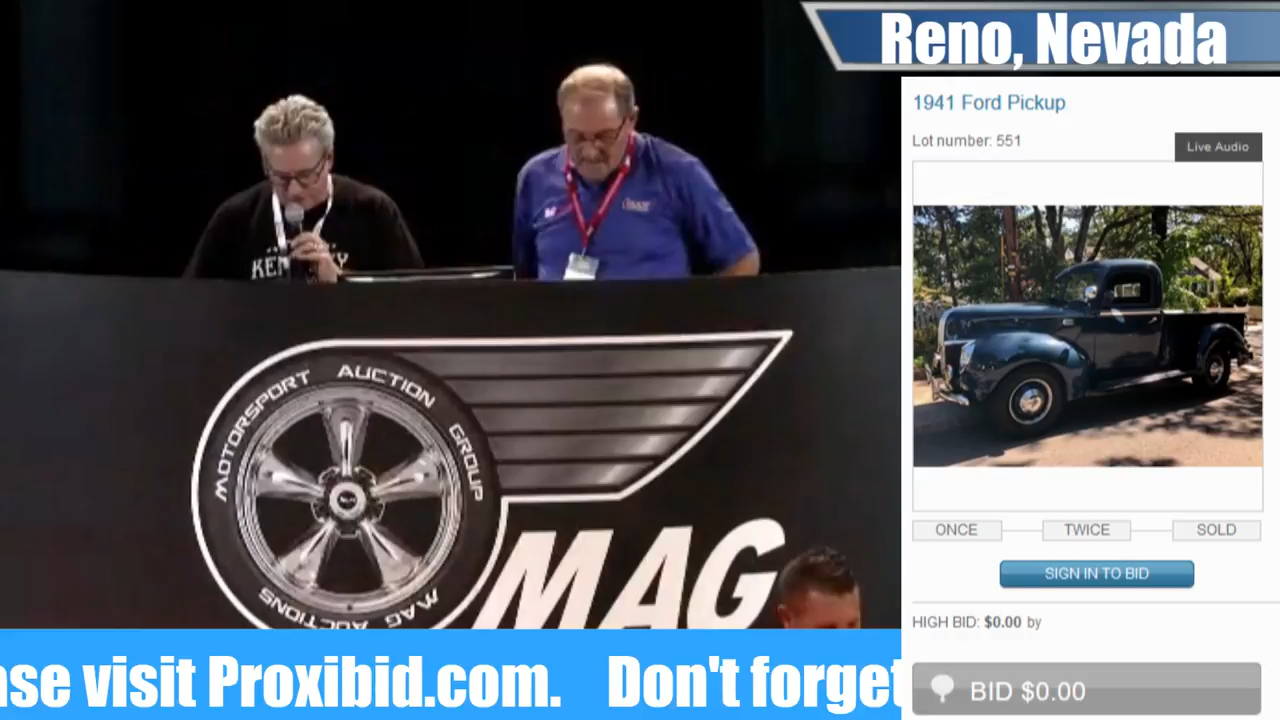 Reno, Nevada
1941 Ford Pickup
Lot number: 551
Live Audio
MOTORSPORT AUCTION GROUP
MAG AUCTIONS
MAG
ONCE
TWICE
SOLD
SIGN IN TO BID
HIGH BID: $0.00 by
BID $0.00
ase visit Proxibid.com. Don't forget